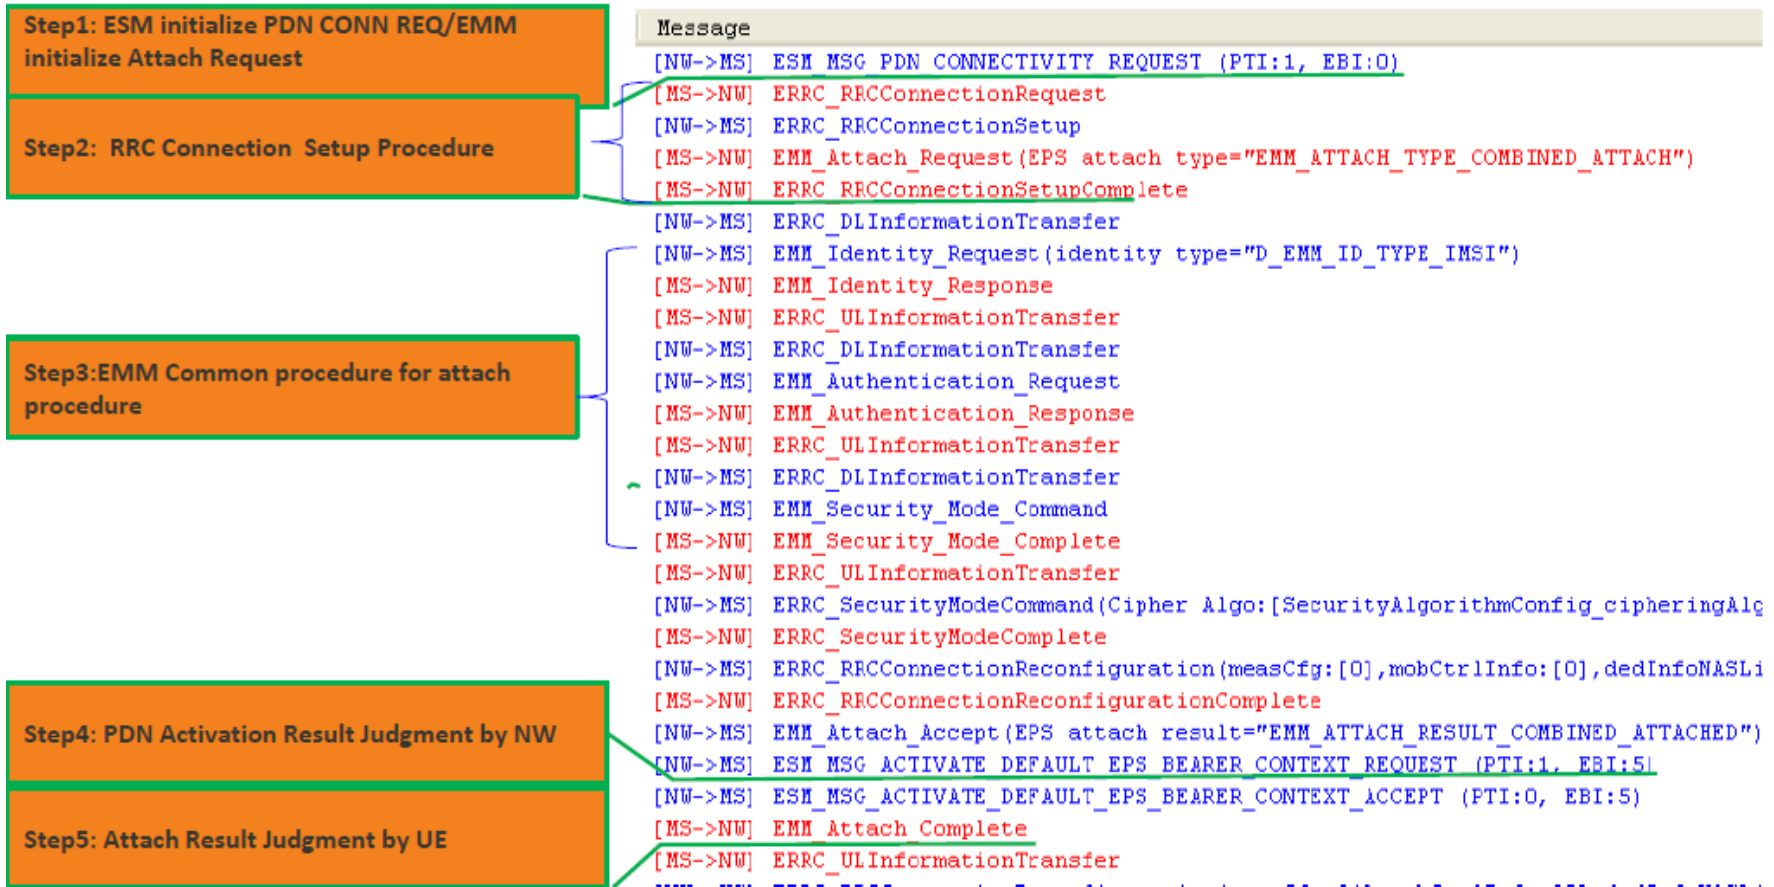 Step1: ESM initialize PDN CONN REQ/EMM
initialize Attach Request
Step2: RRC Connection Setup Procedure
Step3:EMM Common procedure for attach
procedure
Step4: PDN Activation Result Judgment by NW
Step5: Attach Result Judgment by UE
Message
[NW->MS] ESM_MSG_PDN_CONNECTIVITY_REQUEST (PTI:1, EBI:0)
[MS->NW] ERRC_RRCConnectionRequest
[NW->MS] ERRC_RRCConnectionSetup
[MS->NW] EMM_Attach_Request(EPS attach type="EMM_ATTACH_TYPE_COMBINED_ATTACH")
[MS->NW] ERRC_RRCConnectionSetupComplete
[NW->MS] ERRC_DLInformationTransfer
[NW->MS] EMM_Identity_Request(identity type="D_EMM_ID_TYPE_IMSI")
[MS->NW] EMM_Identity_Response
[MS->NW] ERRC_ULInformationTransfer
[NW->MS] ERRC_DLInformationTransfer
[NW->MS] EMM_Authentication_Request
[MS->NW] EMM_Authentication_Response
[MS->NW] ERRC_ULInformationTransfer
[NW->MS] ERRC_DLInformationTransfer
[NW->MS] EMM_Security_Mode_Command
[MS->NW] EMM_Security_Mode_Complete
[MS->NW] ERRC_ULInformationTransfer
[NW->MS] ERRC_SecurityModeCommand(Cipher Algo:[SecurityAlgorithmConfig_cipheringAlg
[MS->NW] ERRC_SecurityModeComplete
[NW->MS] ERRC_RRCConnectionReconfiguration(measCfg:[0],mobCtrlInfo:[0],dedInfoNASLi
[MS->NW] ERRC_RRCConnectionReconfigurationComplete
[NW->MS] EMM_Attach_Accept(EPS attach result="EMM_ATTACH_RESULT_COMBINED_ATTACHED")
[NW->MS] ESM_MSG_ACTIVATE_DEFAULT_EPS_BEARER_CONTEXT_REQUEST (PTI:1, EBI:5)
[NW->MS] ESM_MSG_ACTIVATE_DEFAULT_EPS_BEARER_CONTEXT_ACCEPT (PTI:0, EBI:5)
[MS->NW] EMM_Attach_Complete
[MS->NW] ERRC_ULInformationTransfer